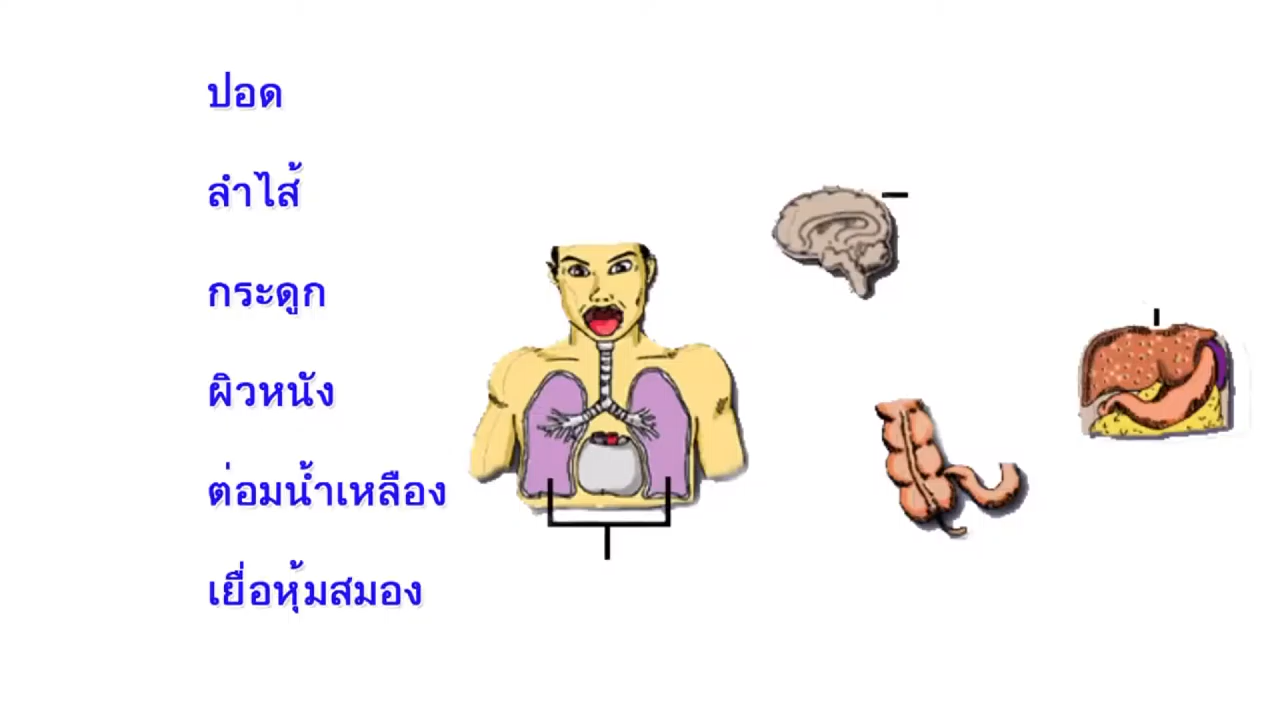 ปอด
ลำไส้
กระดูก
ผิวหนัง
ต่อมน้ำเหลือง
เยื่อหุ้มสมอง